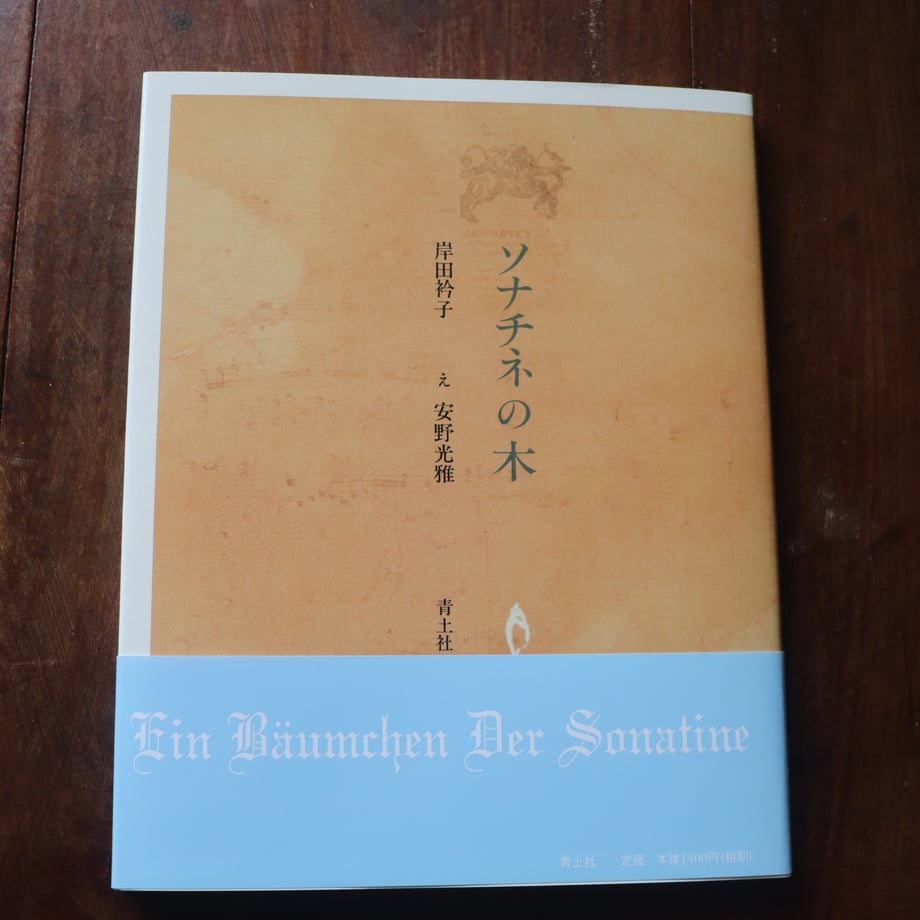 ソナチネの木
岸田衿子
え 安野光雅
青土社
Ein Bäumchen Der Sonatine
青土社 定価 本体1400円(税別)